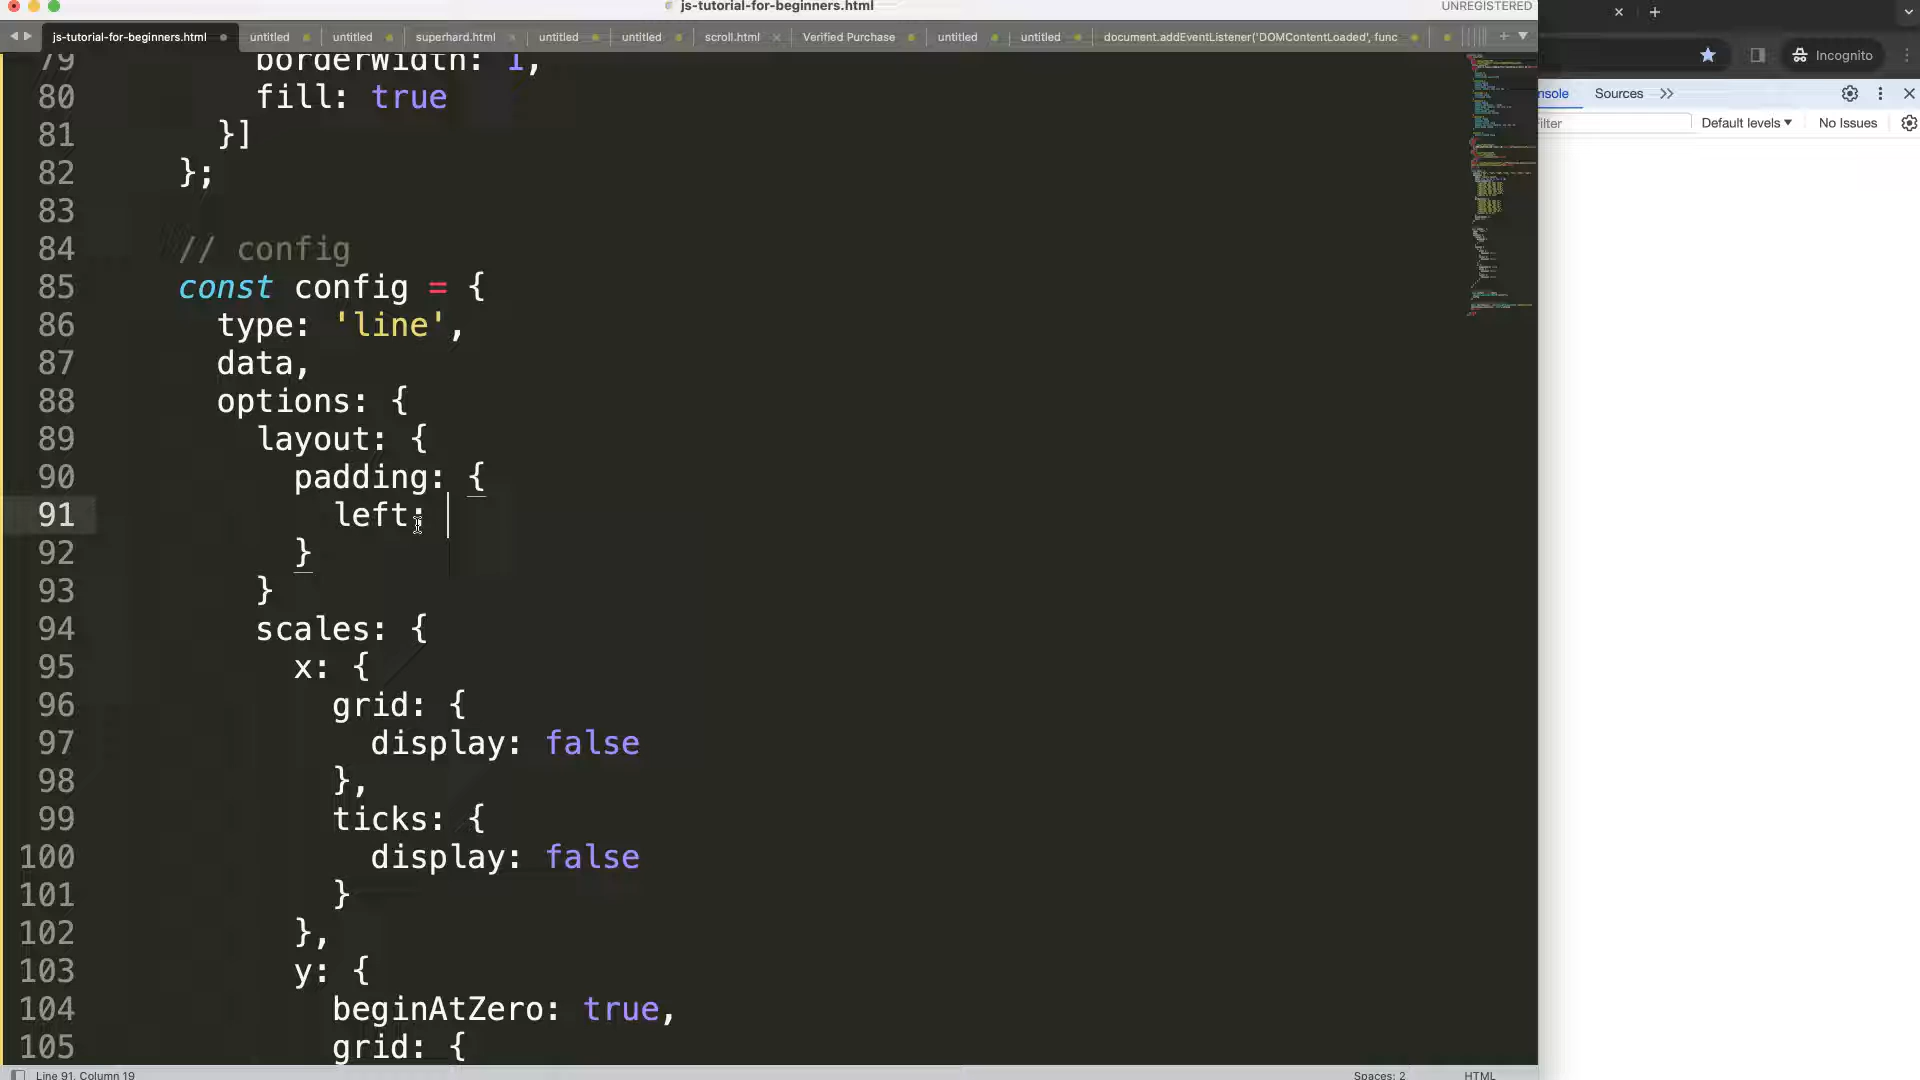 js-tutorial-for-beginners.html
UNREGISTERED
js-tutorial-for-beginners.html untitled untitled superhard.html untitled untitled scroll.html Verified Purchase untitled untitled document.addEventListener('DOMContentLoaded', func
Incognito
Sources
Default levels
No Issues
79 borderWidth: 1,
80 fill: true
81 }]
82 };
83
84 // config
85 const config = {
86 type: 'line',
87 data,
88 options: {
89 layout: {
90 padding: {
91 left:
92 }
93 }
94 scales: {
95 x: {
96 grid: {
97 display: false
98 },
99 ticks: {
100 display: false
101 }
102 },
103 y: {
104 beginAtZero: true,
105 grid: {
Line 91, Column 19
Spaces: 2
HTML